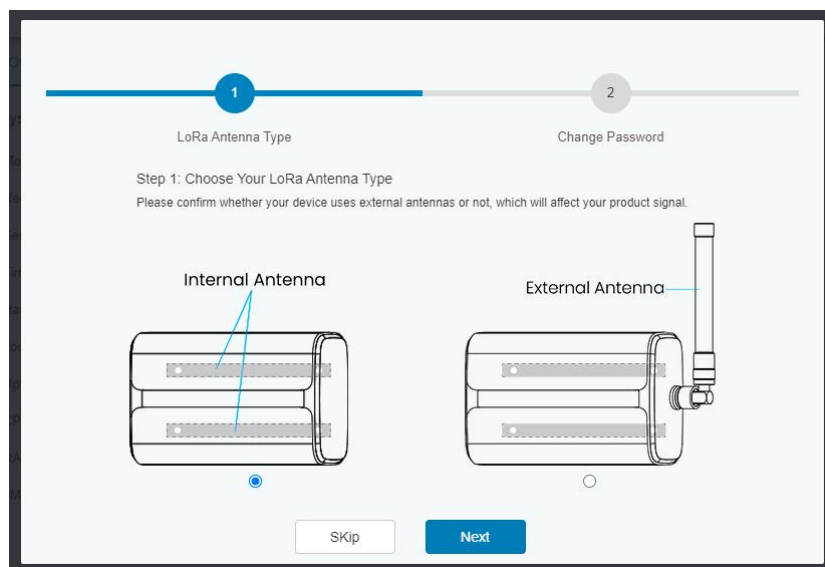 1
2
LoRa Antenna Type
Change Password
Step 1: Choose Your LoRa Antenna Type
Please confirm whether your device uses external antennas or not, which will affect your product signal.
Internal Antenna
External Antenna
SKip
Next